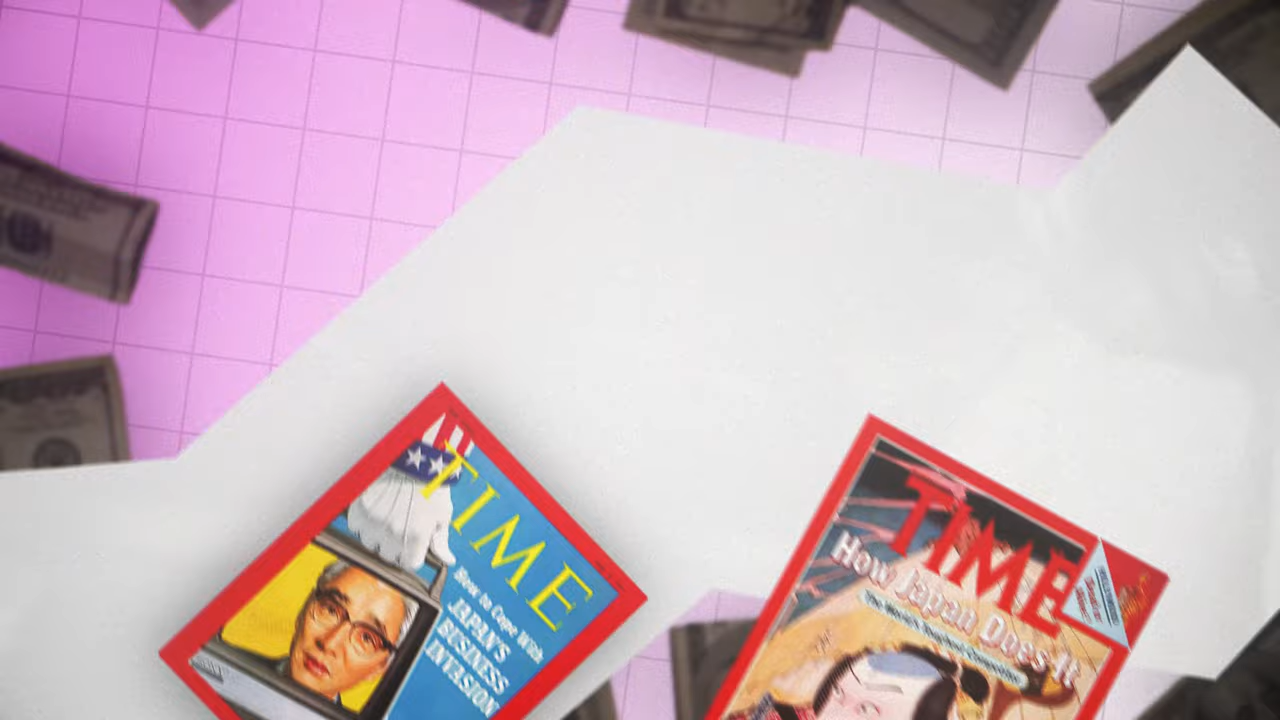 TIME
How to Cope With
JAPAN'S
BUSINESS
INVASION
TIME
How Japan Does It
The World's Toughest Competitor